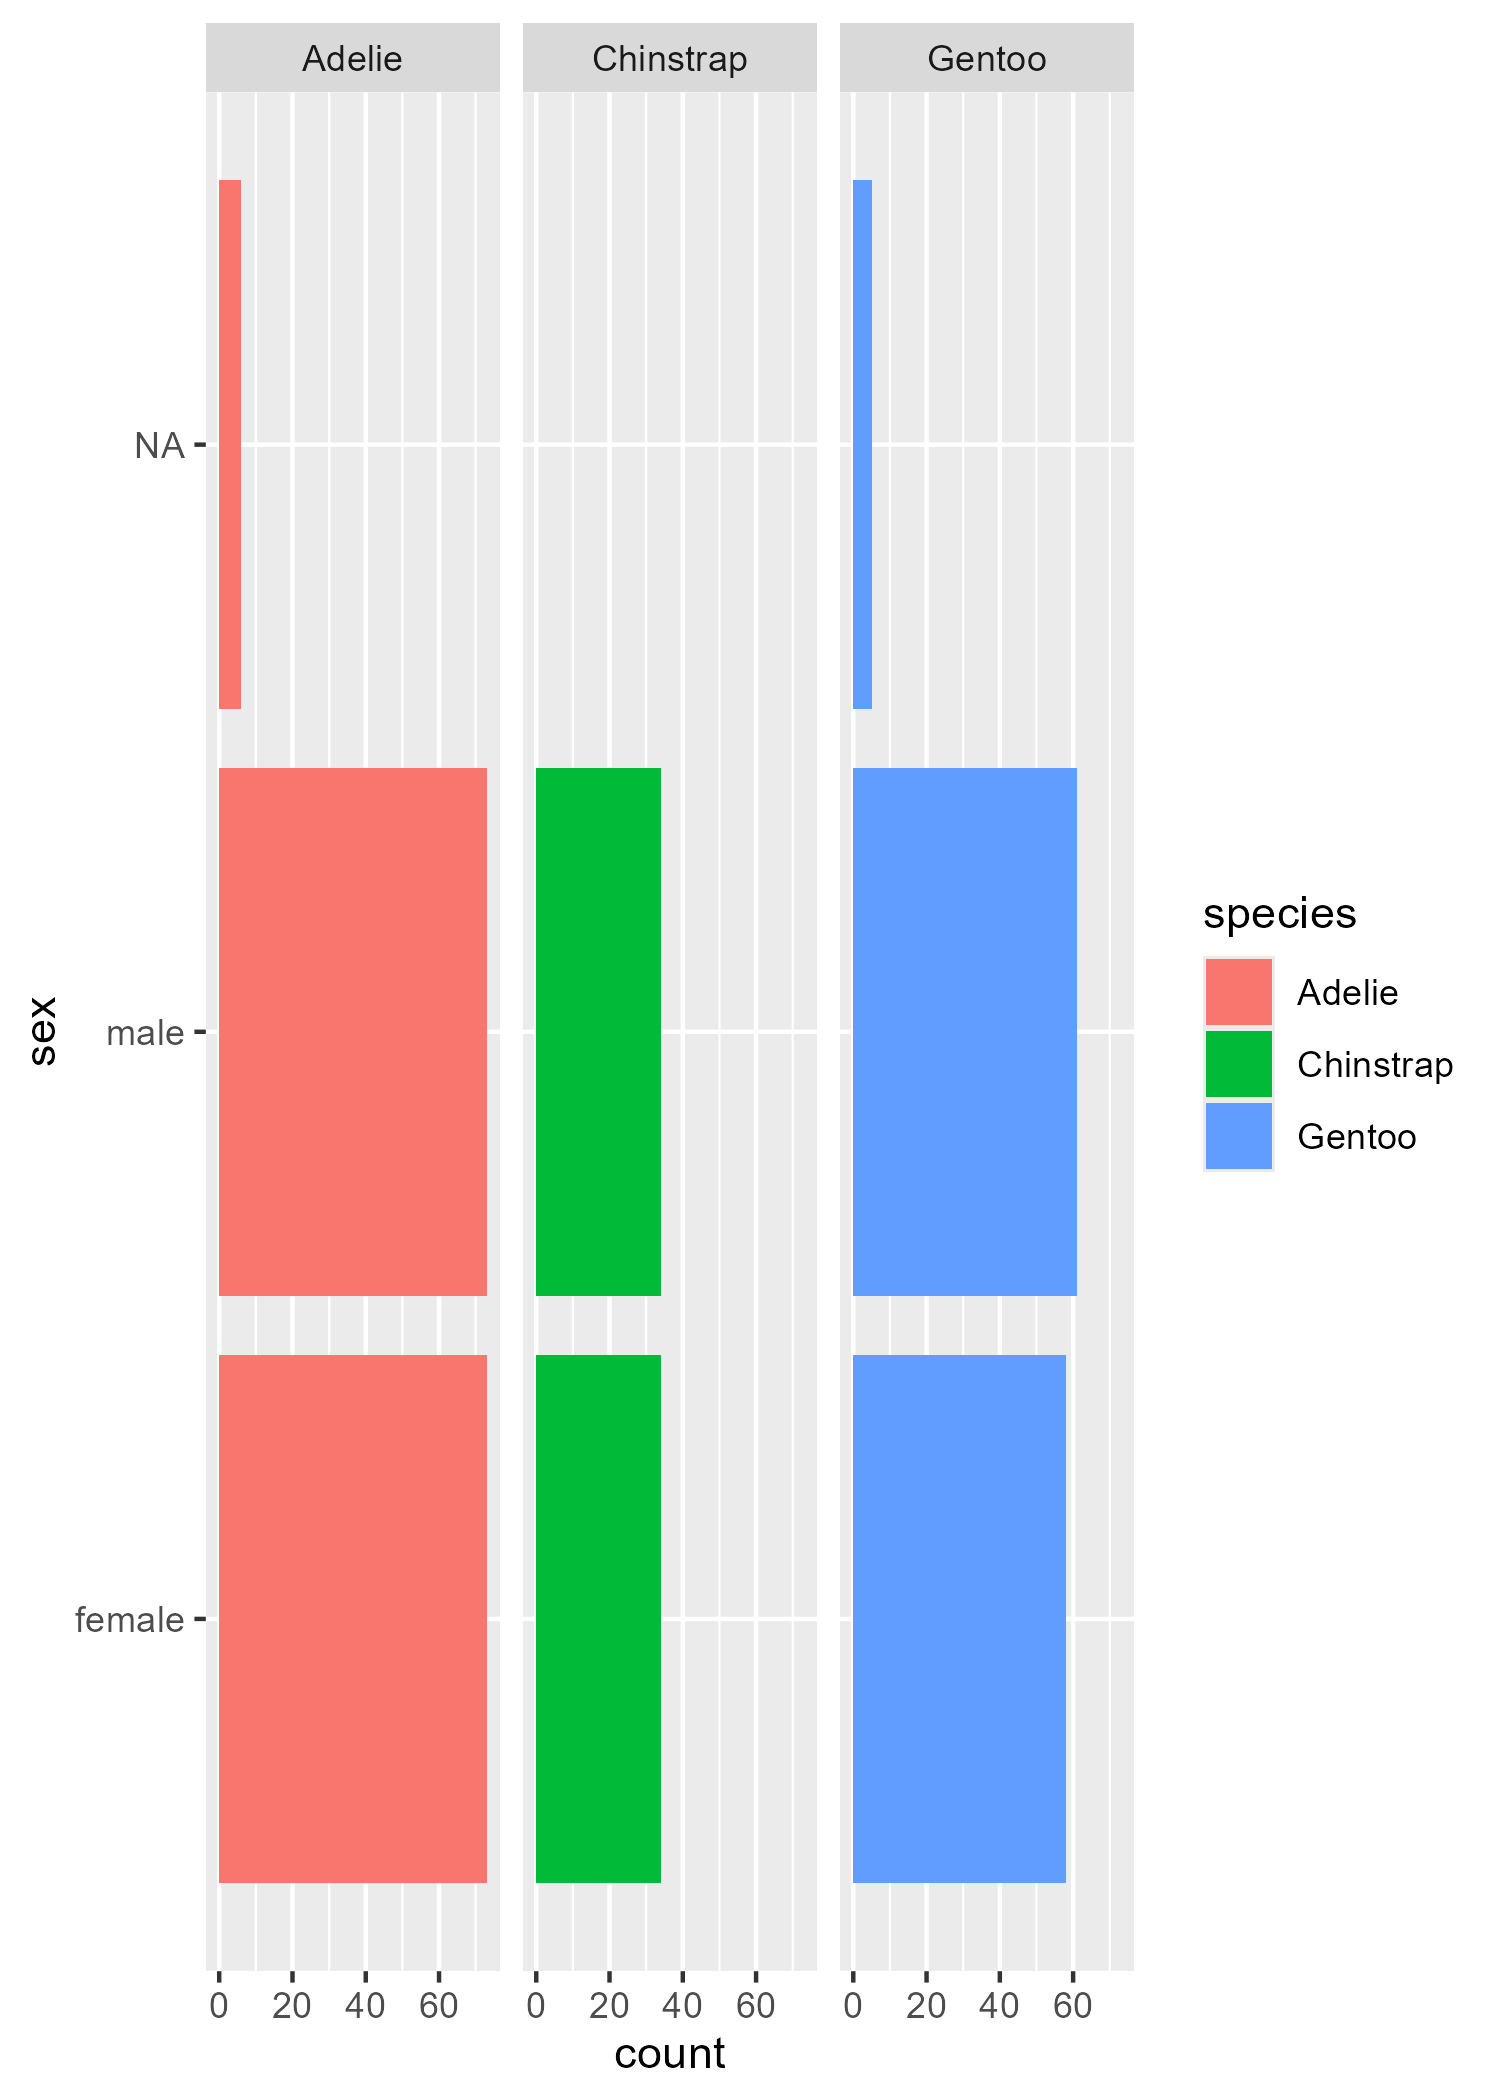 Adelie Chinstrap Gentoo
NA
male
female
sex
0 20 40 60 0 20 40 60 0 20 40 60
count
species
Adelie
Chinstrap
Gentoo